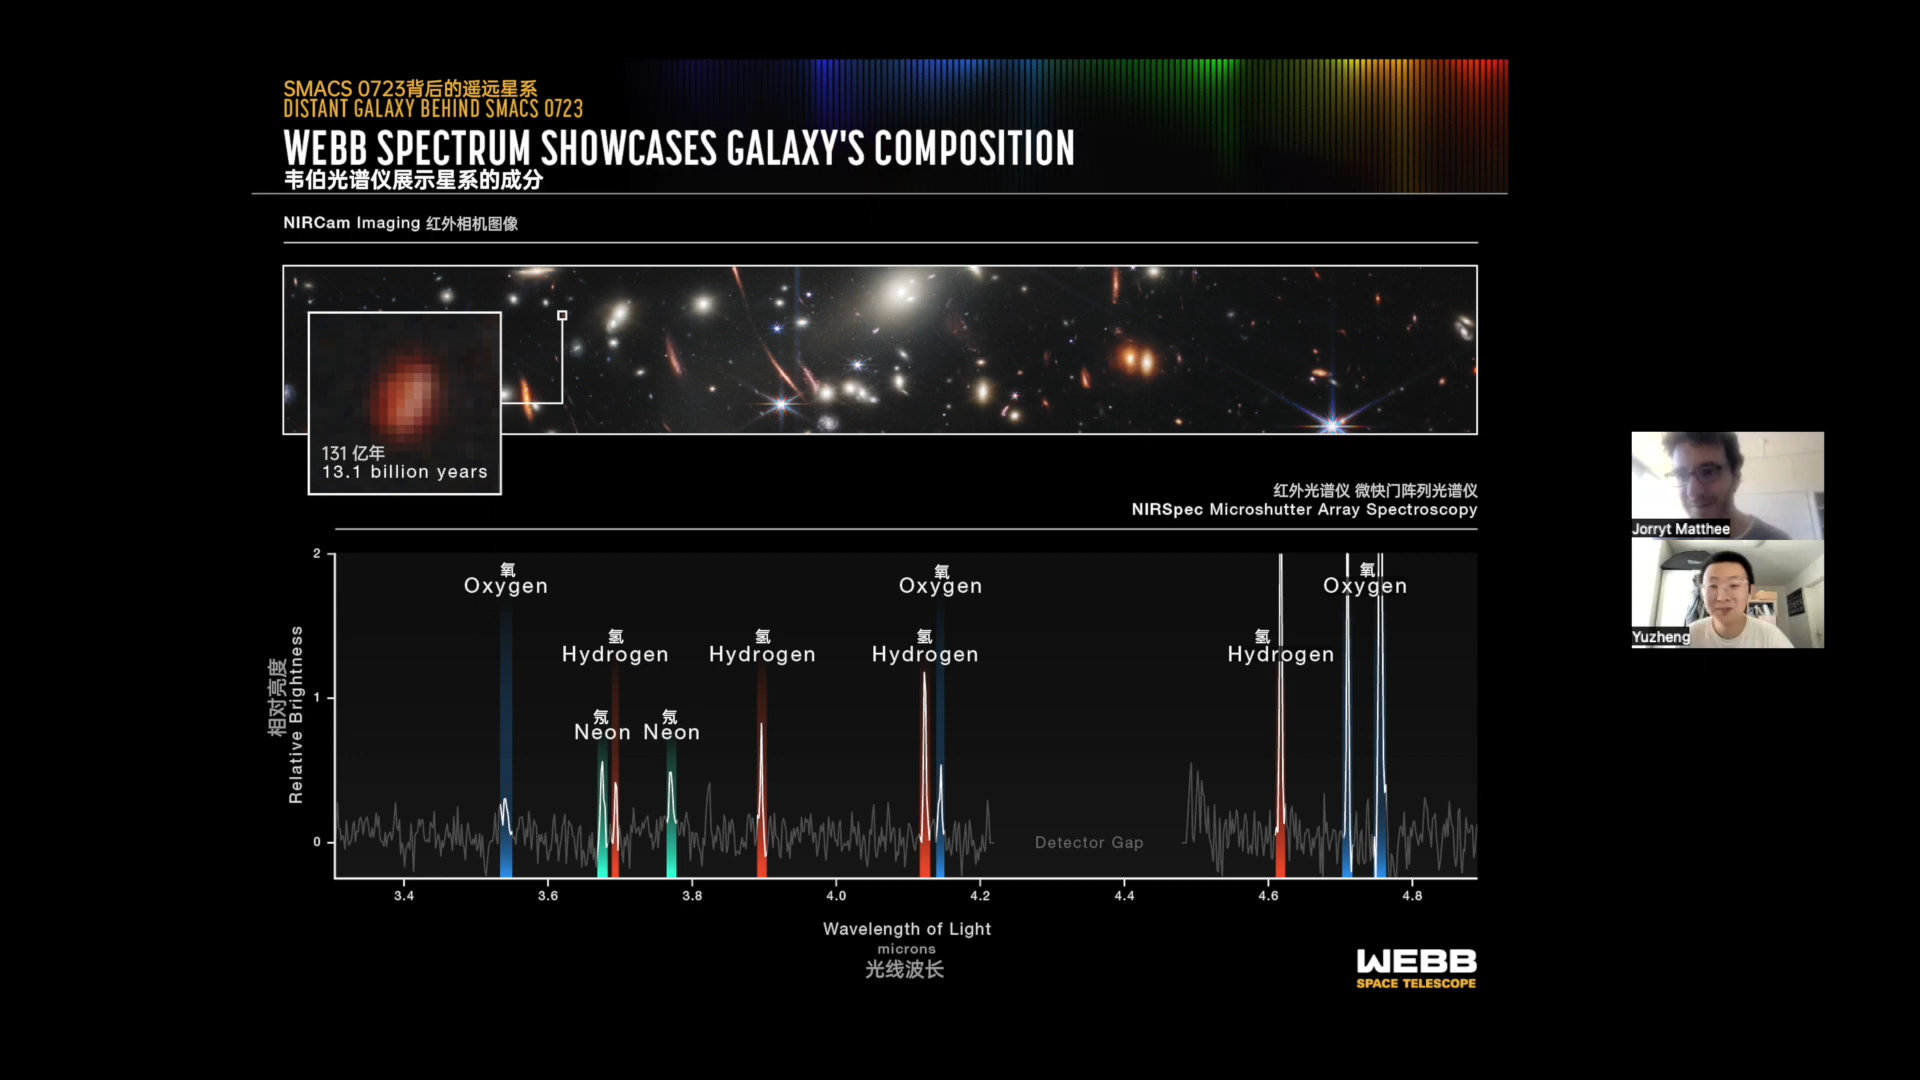 SMACS 0723背后的遥远星系
DISTANT GALAXY BEHIND SMACS 0723
WEBB SPECTRUM SHOWCASES GALAXY'S COMPOSITION
韦伯光谱仪展示星系的成分
NIRCam Imaging 红外相机图像
131 亿年
13.1 billion years
红外光谱仪 微快门阵列光谱仪
NIRSpec Microshutter Array Spectroscopy
相对亮度
Relative Brightness
2
1
0
氧
Oxygen
氢
Hydrogen
氖
Neon
氖
Neon
氢
Hydrogen
氢
Hydrogen
氧
Oxygen
氢
Hydrogen
氧
Oxygen
Detector Gap
3.4 3.6 3.8 4.0 4.2 4.4 4.6 4.8
Wavelength of Light
microns
光线波长
WEBB
SPACE TELESCOPE
Jorryt Matthee
Yuzheng